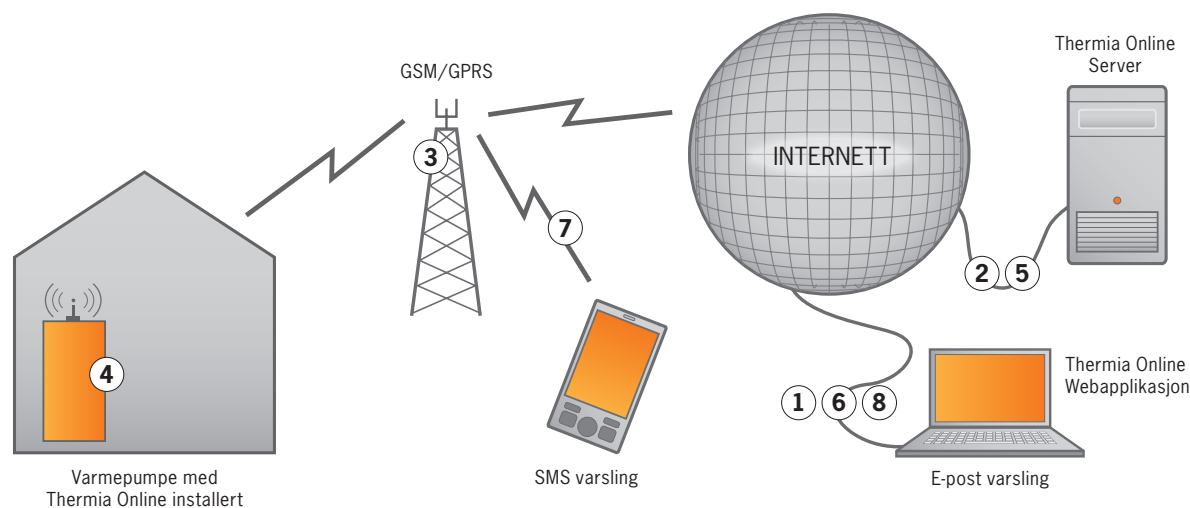 GSM/GPRS
Thermia Online
Server
INTERNETT
3
7
2
5
4
1
6
8
Thermia Online
Webapplikasjon
Varmepumpe med
Thermia Online installert
SMS varsling
E-post varsling